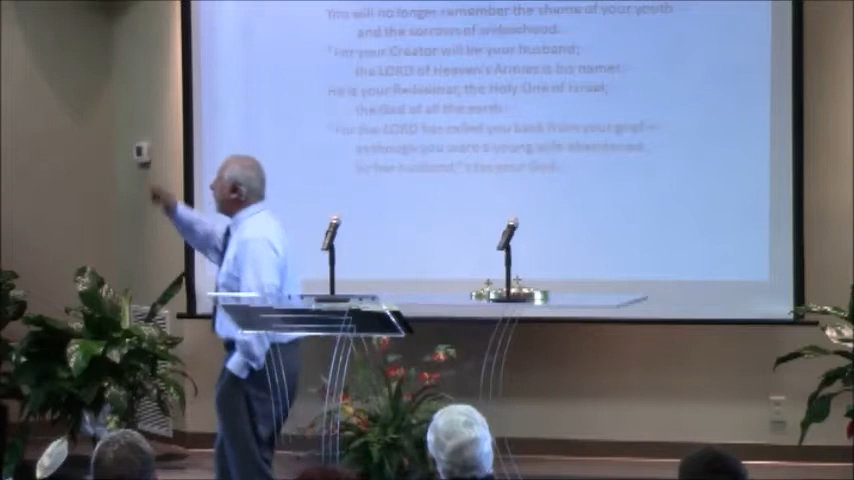 You will no longer remember the shame of your youth
and the sorrows of widowhood.
"For your Creator will be your husband;
the LORD of Heaven's Armies is his name!
He is your Redeemer, the Holy One of Israel,
the God of all the earth.
"For the LORD has called you back from your grief—
as though you were a young wife abandoned
by her husband," says your God.